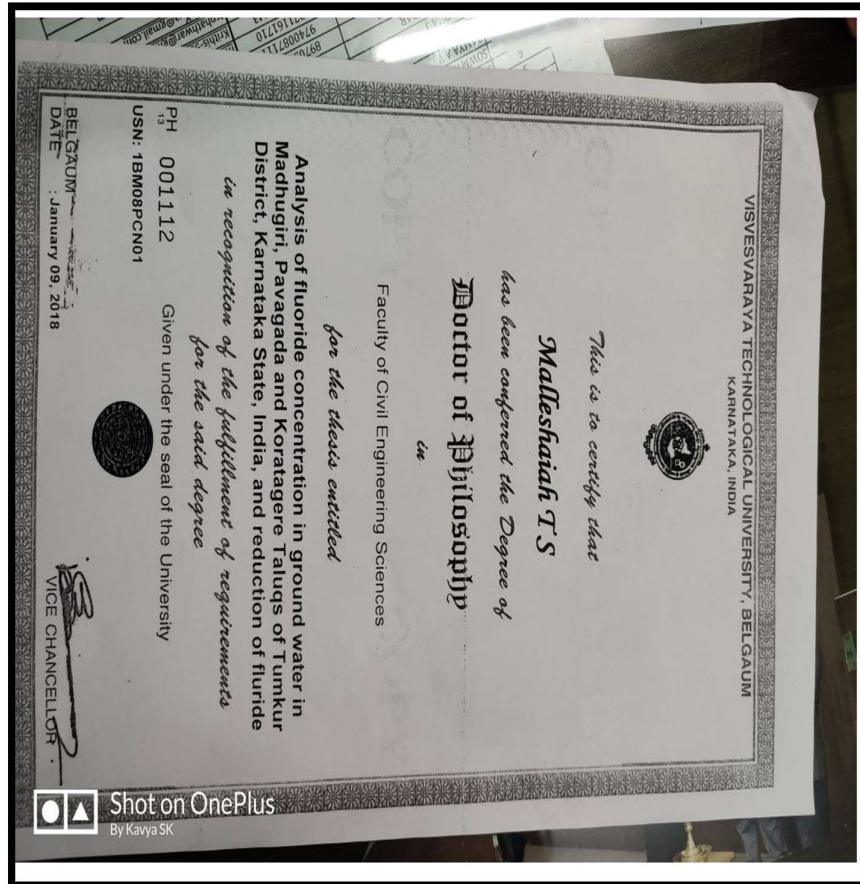 VISVESVARAYA TECHNOLOGICAL UNIVERSITY, BELGAUM
KARNATAKA, INDIA
This is to certify that
Malleshaiah T S
has been conferred the Degree of
Doctor of Philosophy
in
Faculty of Civil Engineering Sciences
for the thesis entitled
Analysis of fluoride concentration in ground water in
Madhugiri, Pavagada and Koratagere Taluqs of Tumkur
District, Karnataka State, India, and reduction of fluride
in recognition of the fulfillment of requirements
for the said degree
PH 13 001112 Given under the seal of the University
USN: 1BM08PCN01
BELGAUM
DATE : January 09, 2018
VICE CHANCELLOR
COPY
Shot on OnePlus
By Kavya SK